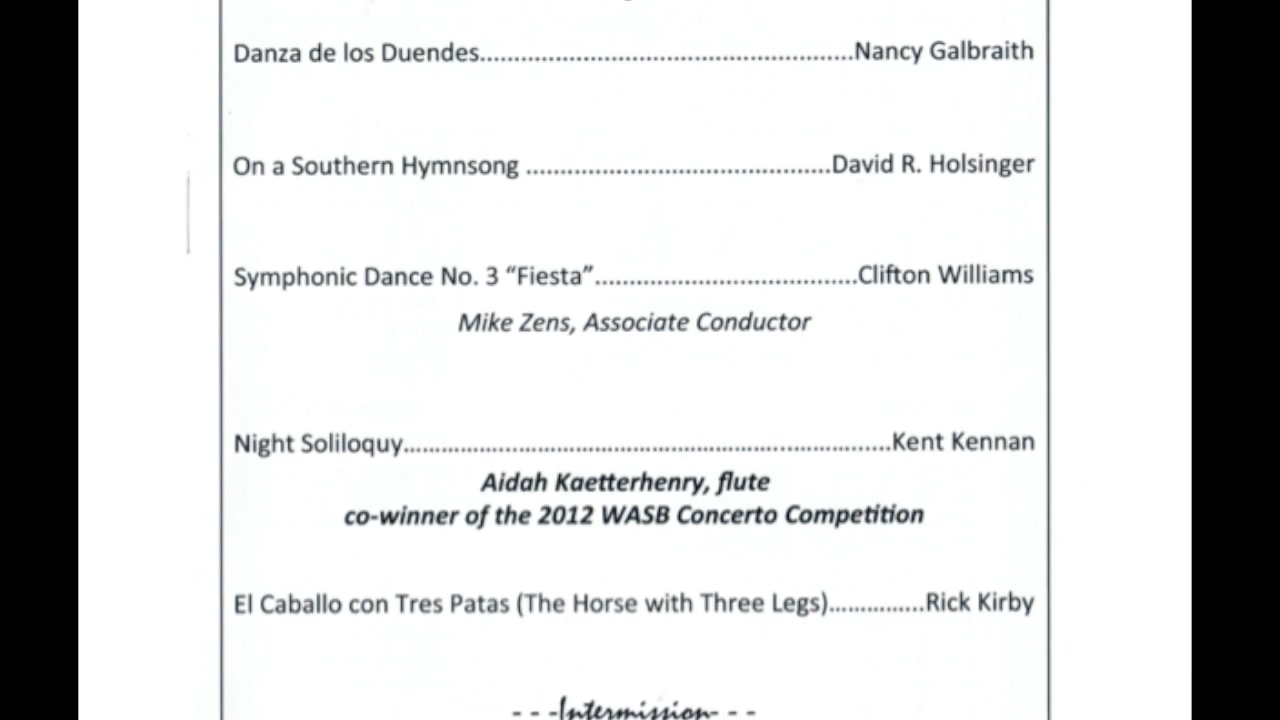 Danza de los Duendes........................................................Nancy Galbraith
On a Southern Hymnsong .............................................David R. Holsinger
Symphonic Dance No. 3 “Fiesta”.......................................Clifton Williams
Mike Zens, Associate Conductor
Night Soliloquy.........................................................................Kent Kennan
Aidah Kaetterhenry, flute
co-winner of the 2012 WASB Concerto Competition
El Caballo con Tres Patas (The Horse with Three Legs)..............Rick Kirby
- - -Intermission- - -